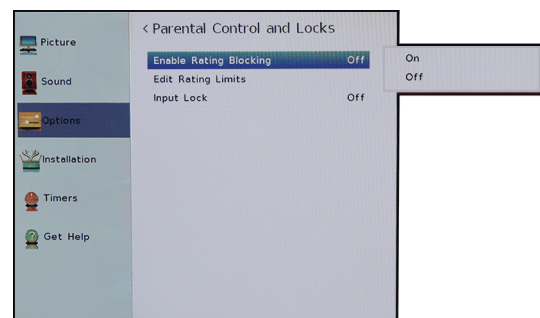 Picture
Sound
Options
Installation
Timers
Get Help
< Parental Control and Locks
Enable Rating Blocking Off
Edit Rating Limits
Input Lock Off
On
Off